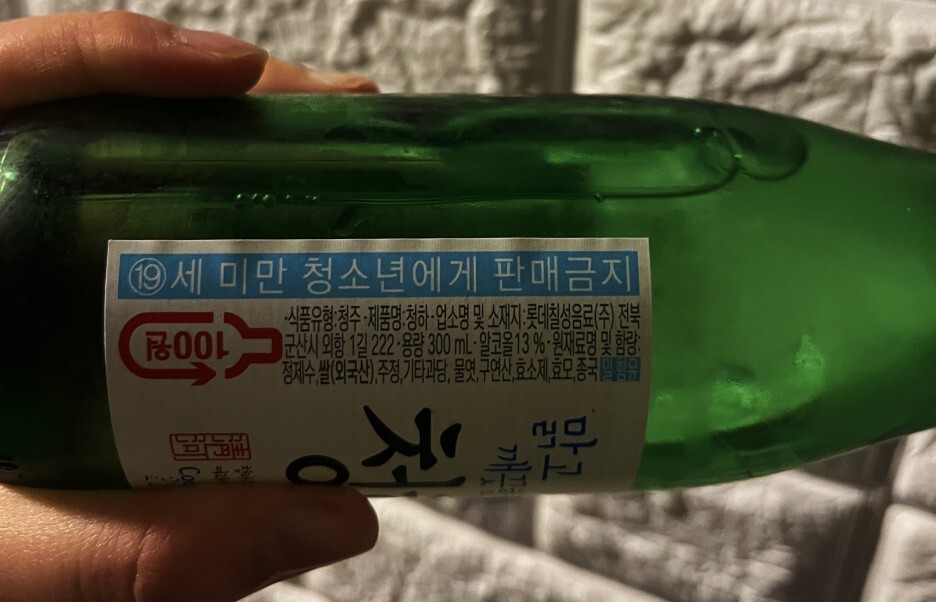 ⑲세 미만 청소년에게 판매금지
·식품유형:청주 ·제품명:청하 ·업소명 및 소재지:롯데칠성음료(주) 전북
군산시 외항 1길 222 ·용량 300 mL ·알코올 13 % ·원재료명 및 함량:
정제수,쌀(외국산),주정,기타과당, 물엿,구연산,효소제,효모,종국 밀 함유
100원
맑고